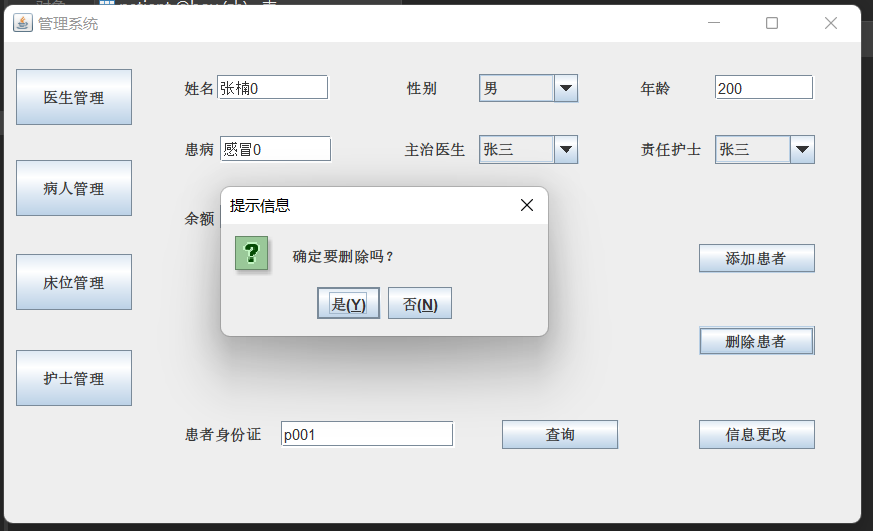 管理系统
医生管理
病人管理
床位管理
护士管理
姓名 张楠0 性别 男 年龄 200
患病 感冒0 主治医生 张三 责任护士 张三
余额
提示信息
确定要删除吗?
是(Y) 否(N)
添加患者
删除患者
患者身份证 p001 查询 信息更改